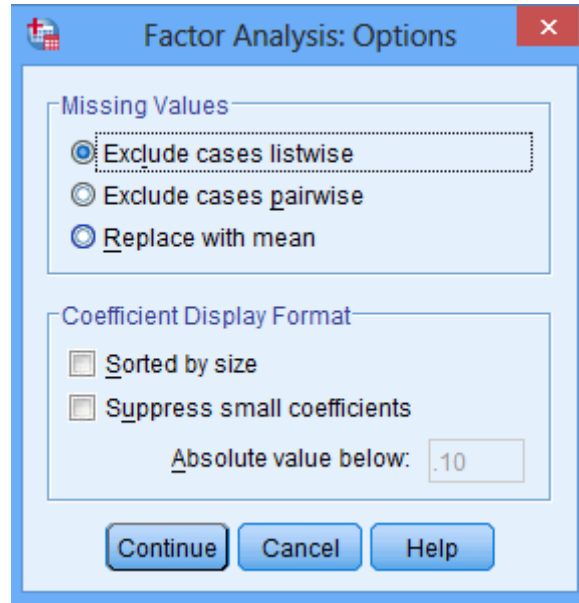 Factor Analysis: Options
Missing Values
Exclude cases listwise
Exclude cases pairwise
Replace with mean
Coefficient Display Format
Sorted by size
Suppress small coefficients
Absolute value below: .10
Continue Cancel Help